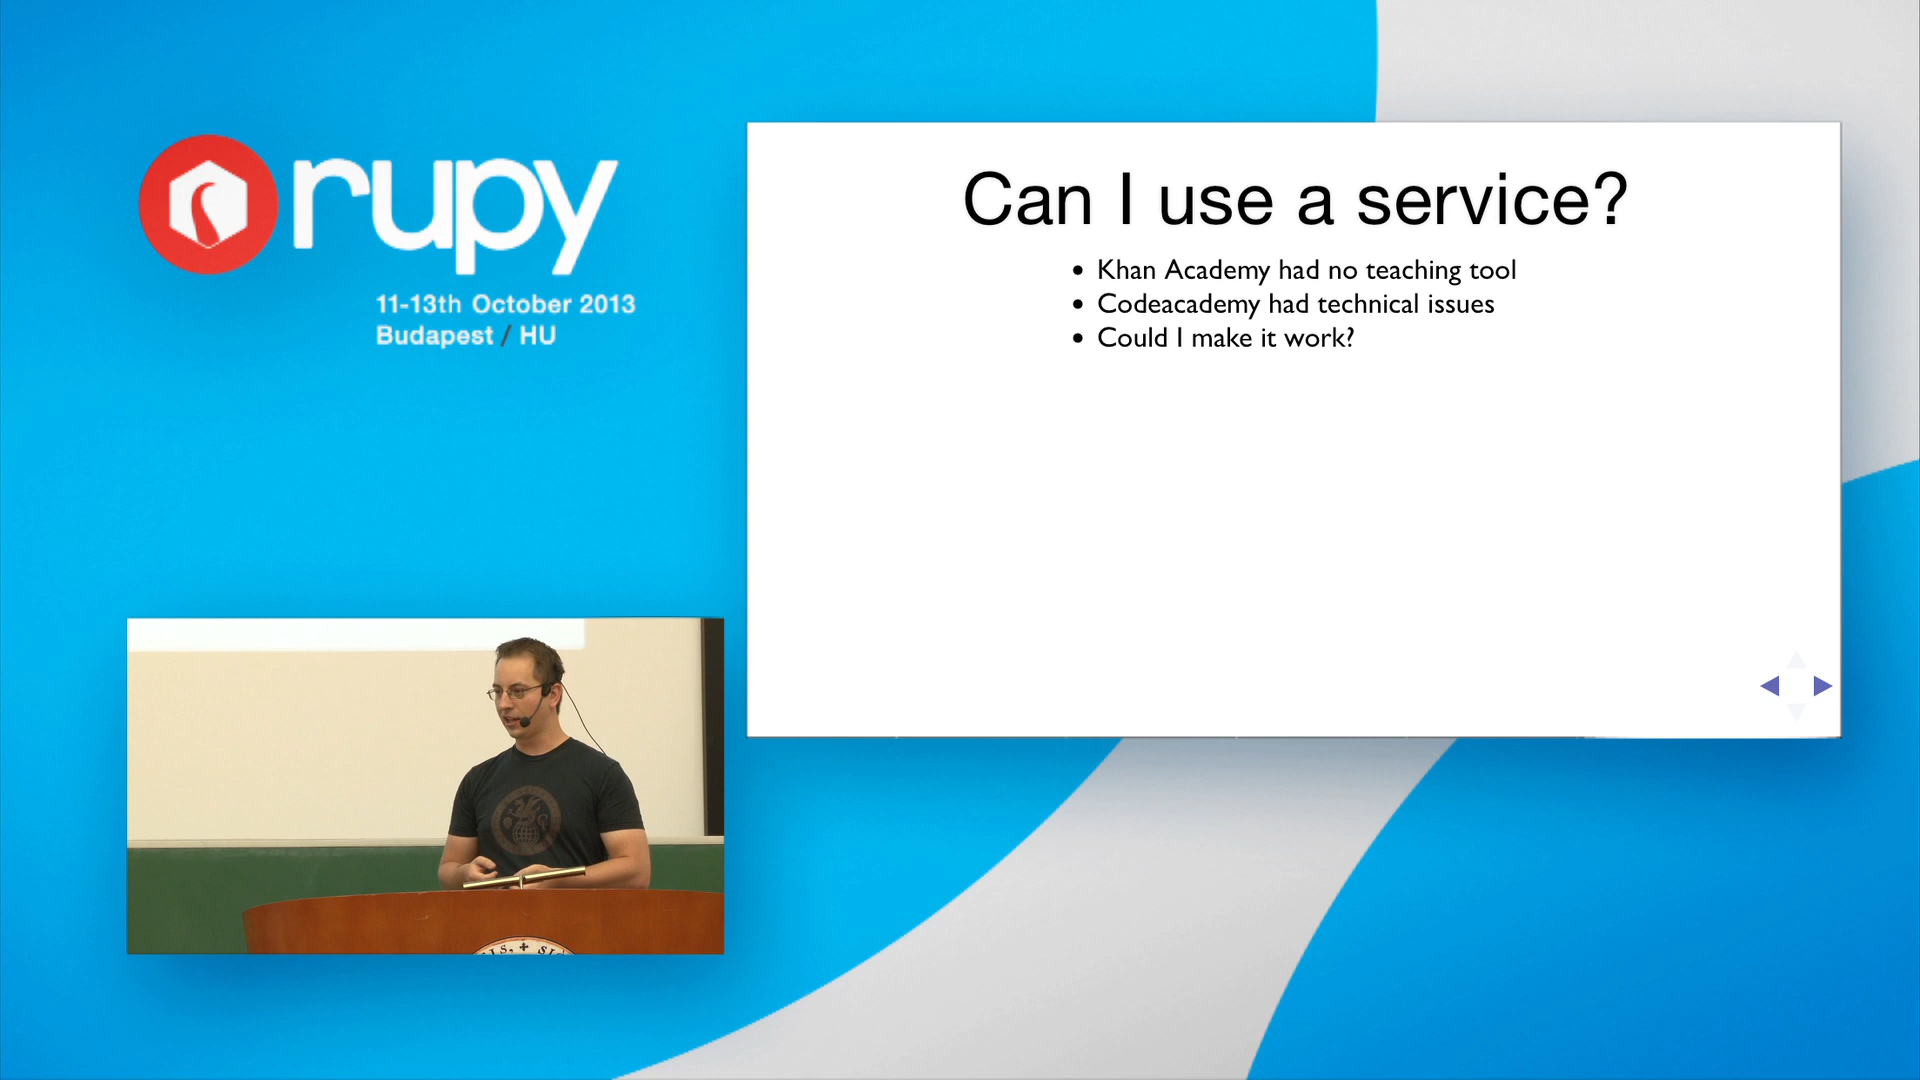 rupy
11-13th October 2013
Budapest / HU
Can I use a service?
• Khan Academy had no teaching tool
• Codeacademy had technical issues
• Could I make it work?